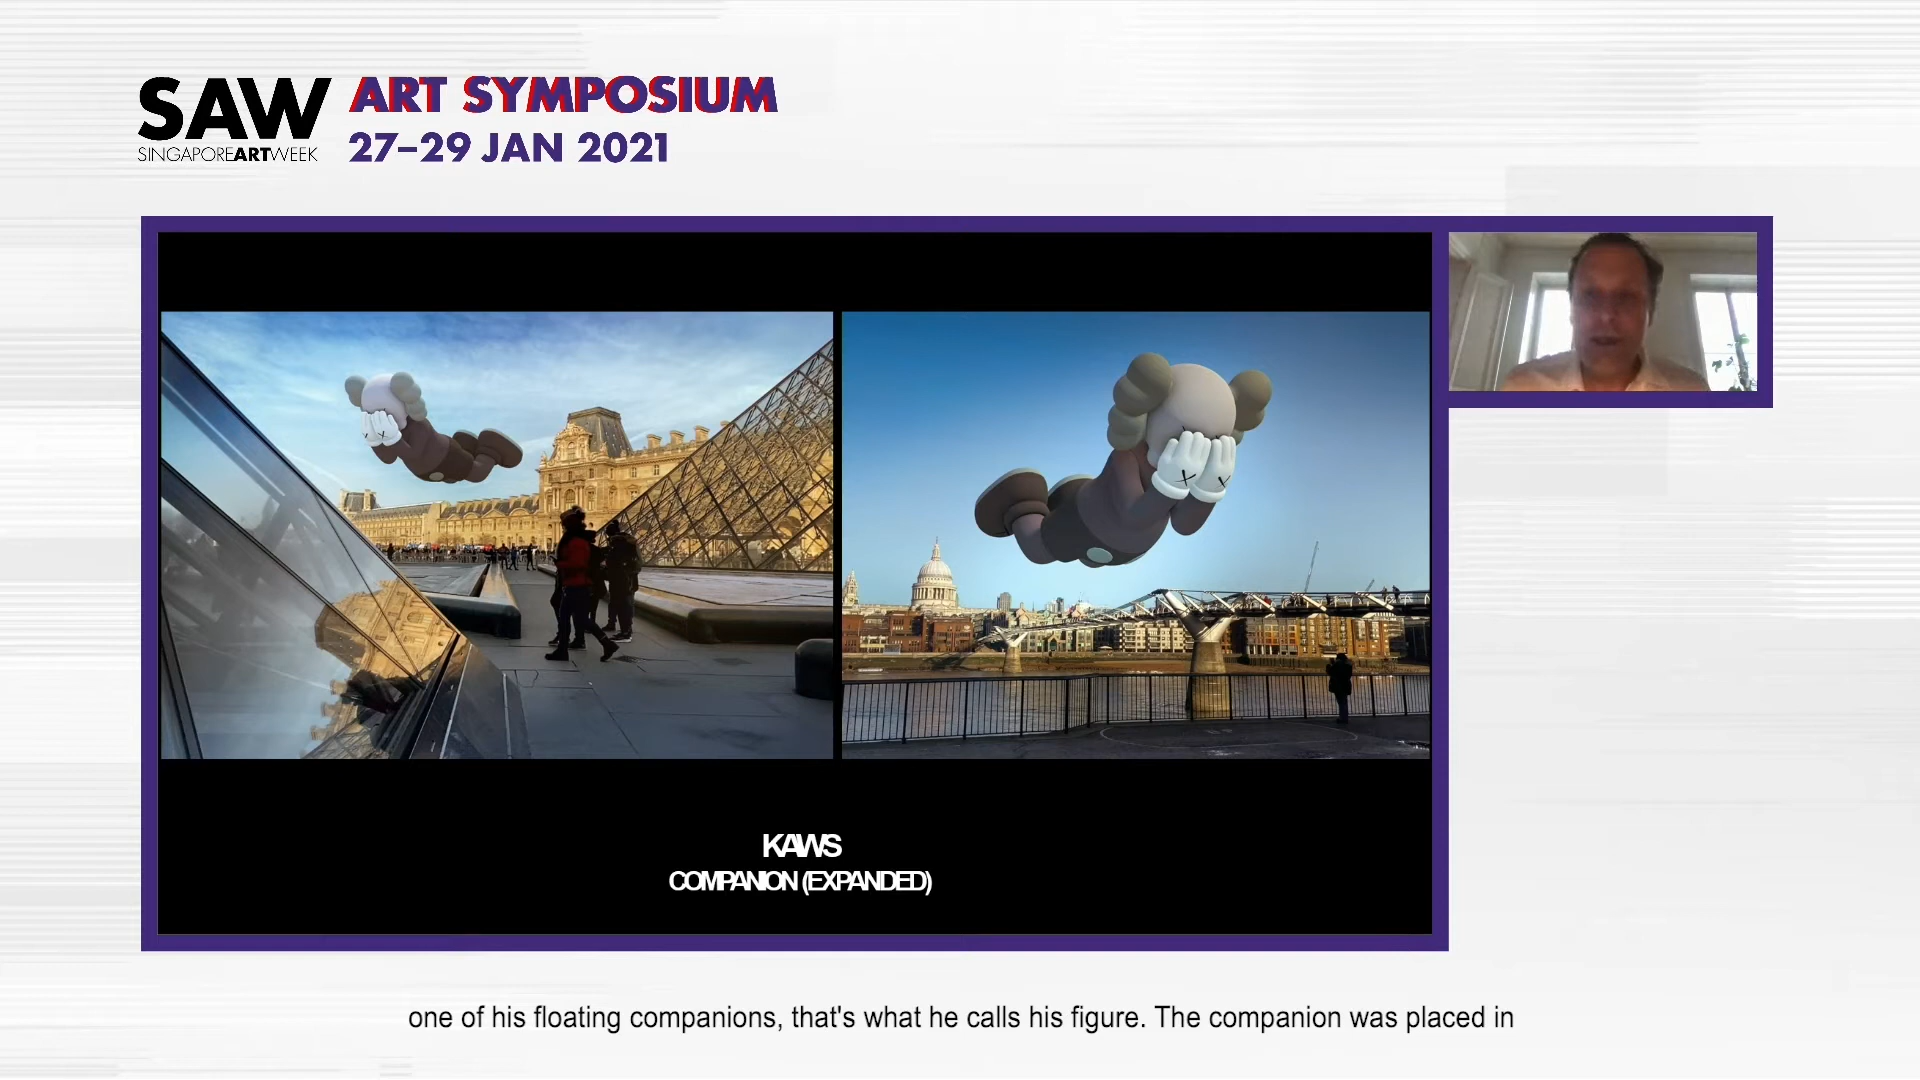 SAW
SINGAPOREARTWEEK
ART SYMPOSIUM
27–29 JAN 2021
KAWS
COMPANION (EXPANDED)
one of his floating companions, that's what he calls his figure. The companion was placed in